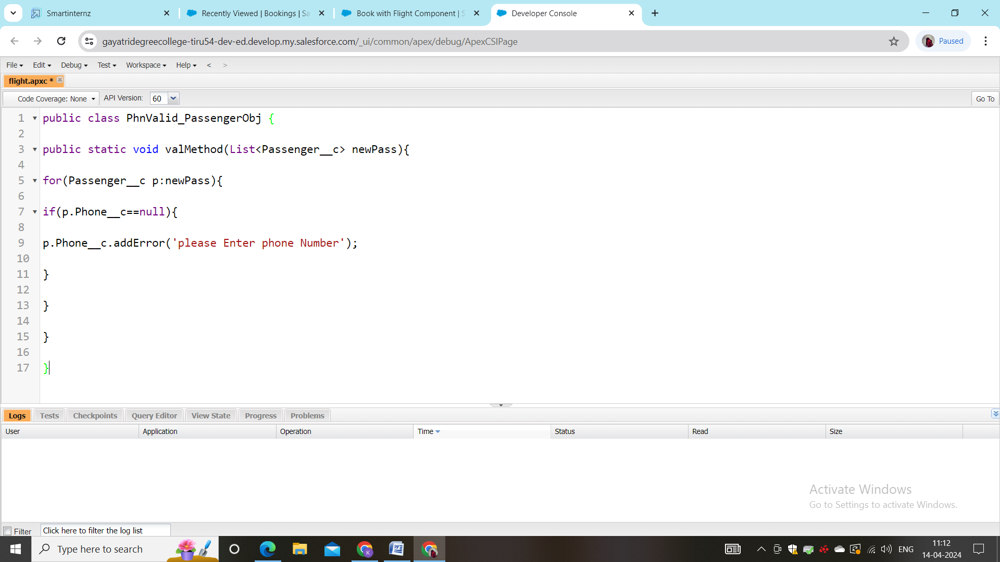 Smartinternz
Recently Viewed | Bookings | Sa
Book with Flight Component | S
Developer Console
gayatridegreecollege-tiru54-dev-ed.develop.my.salesforce.com/_ui/common/apex/debug/ApexCSIPage
Paused
File Edit Debug Test Workspace Help < >
flight.apxc *
Code Coverage: None API Version: 60 Go To
1 public class PhnValid_PassengerObj {
2
3 public static void valMethod(List<Passenger__c> newPass){
4
5 for(Passenger__c p:newPass){
6
7 if(p.Phone__c==null){
8
9 p.Phone__c.addError('please Enter phone Number');
10
11 }
12
13 }
14
15 }
16
17 }
Logs Tests Checkpoints Query Editor View State Progress Problems
User Application Operation Time Status Read Size
Activate Windows
Go to Settings to activate Windows.
Filter Click here to filter the log list
Type here to search
K
W
ENG
11:12
14-04-2024